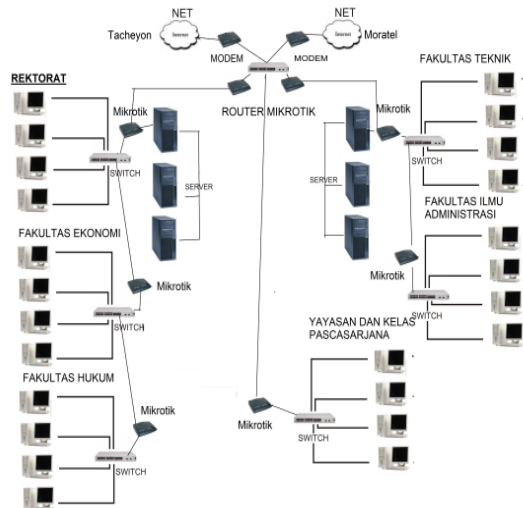 NET
NET
Tacheyon
Internet
Internet
Moratel
MODEM
MODEM
FAKULTAS TEKNIK
REKTORAT
Mikrotik
ROUTER MIKROTIK
Mikrotik
SWITCH
SERVER
SERVER
SWITCH
FAKULTAS ILMU
ADMINISTRASI
FAKULTAS EKONOMI
Mikrotik
Mikrotik
SWITCH
SWITCH
YAYASAN DAN KELAS
PASCASARJANA
FAKULTAS HUKUM
Mikrotik
Mikrotik
SWITCH
SWITCH